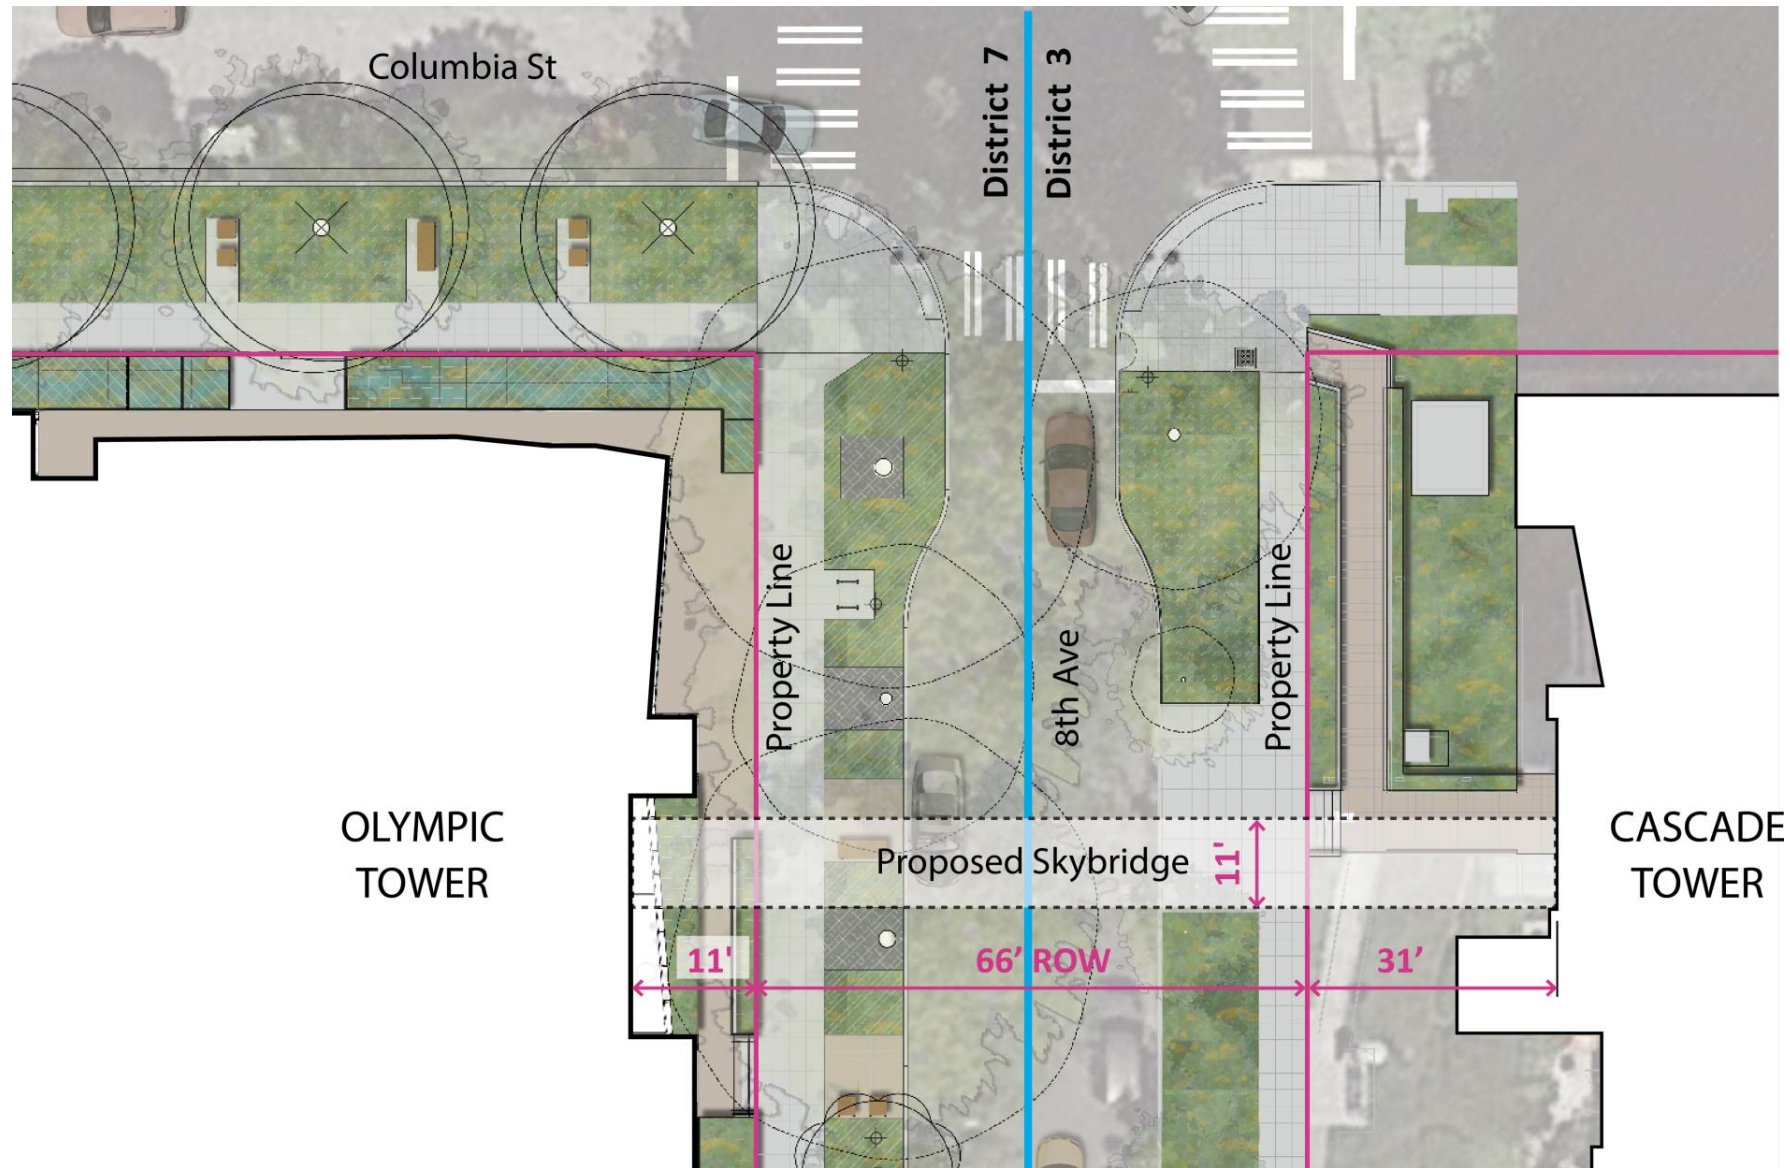 Columbia St
District 7
District 3
Property Line
8th Ave
Property Line
OLYMPIC
TOWER
Proposed Skybridge
11'
CASCADE
TOWER
11'
66’ ROW
31’